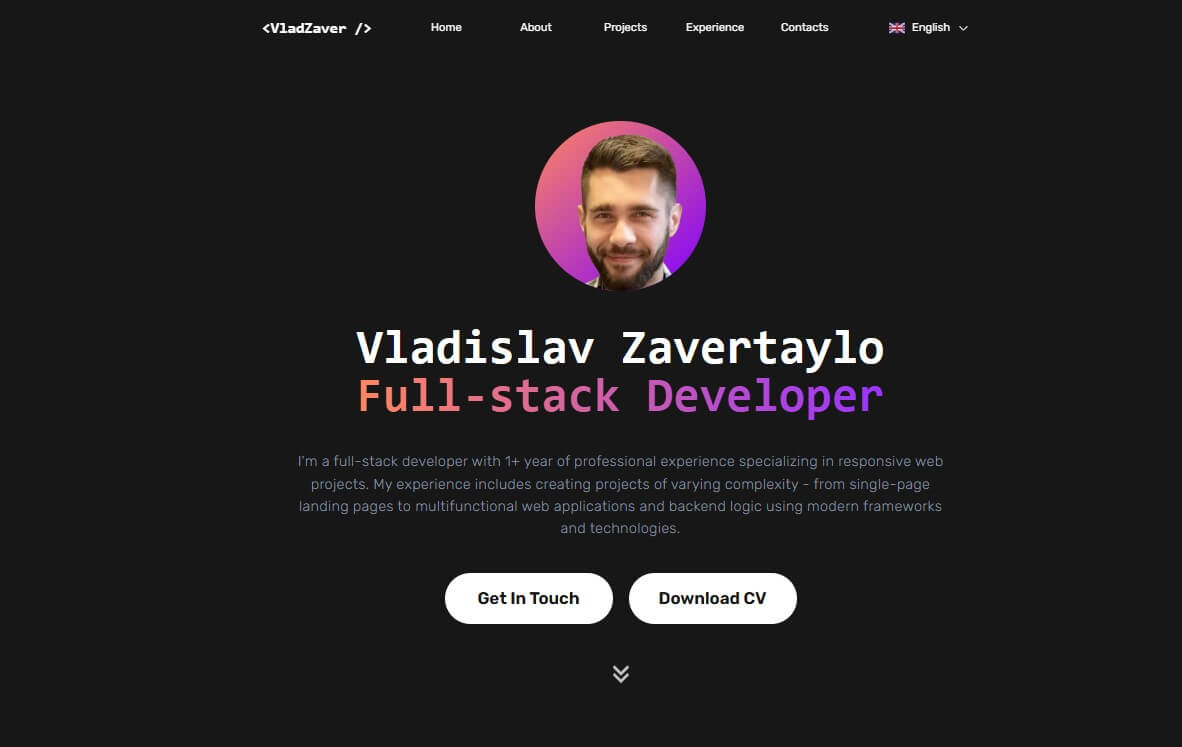 <VladZaver />
Home
About
Projects
Experience
Contacts
English
Vladislav Zavertaylo
Full-stack Developer
I'm a full-stack developer with 1+ year of professional experience specializing in responsive web
projects. My experience includes creating projects of varying complexity - from single-page
landing pages to multifunctional web applications and backend logic using modern frameworks
and technologies.
Get In Touch
Download CV